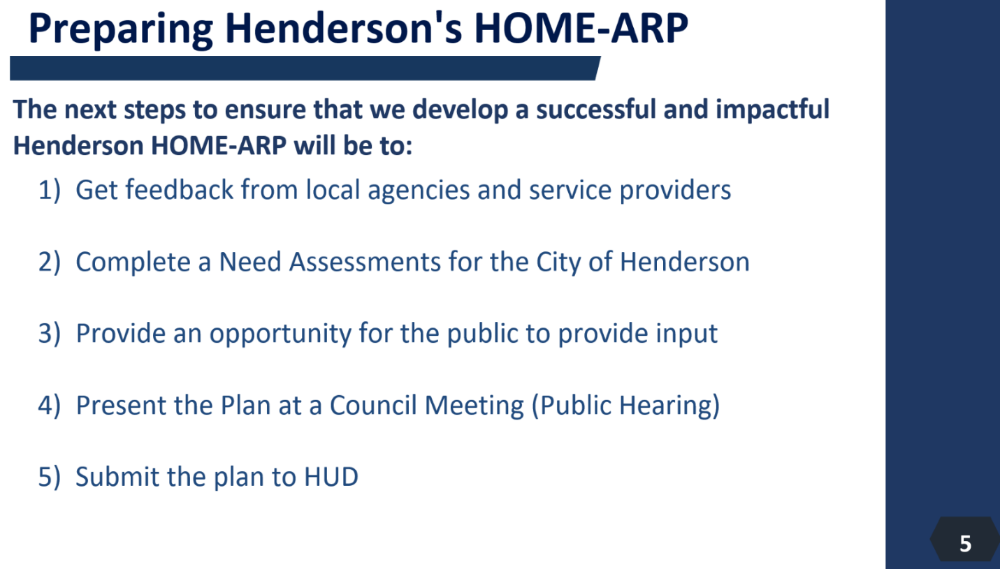 Preparing Henderson's HOME-ARP
The next steps to ensure that we develop a successful and impactful
Henderson HOME-ARP will be to:
1) Get feedback from local agencies and service providers
2) Complete a Need Assessments for the City of Henderson
3) Provide an opportunity for the public to provide input
4) Present the Plan at a Council Meeting (Public Hearing)
5) Submit the plan to HUD
5